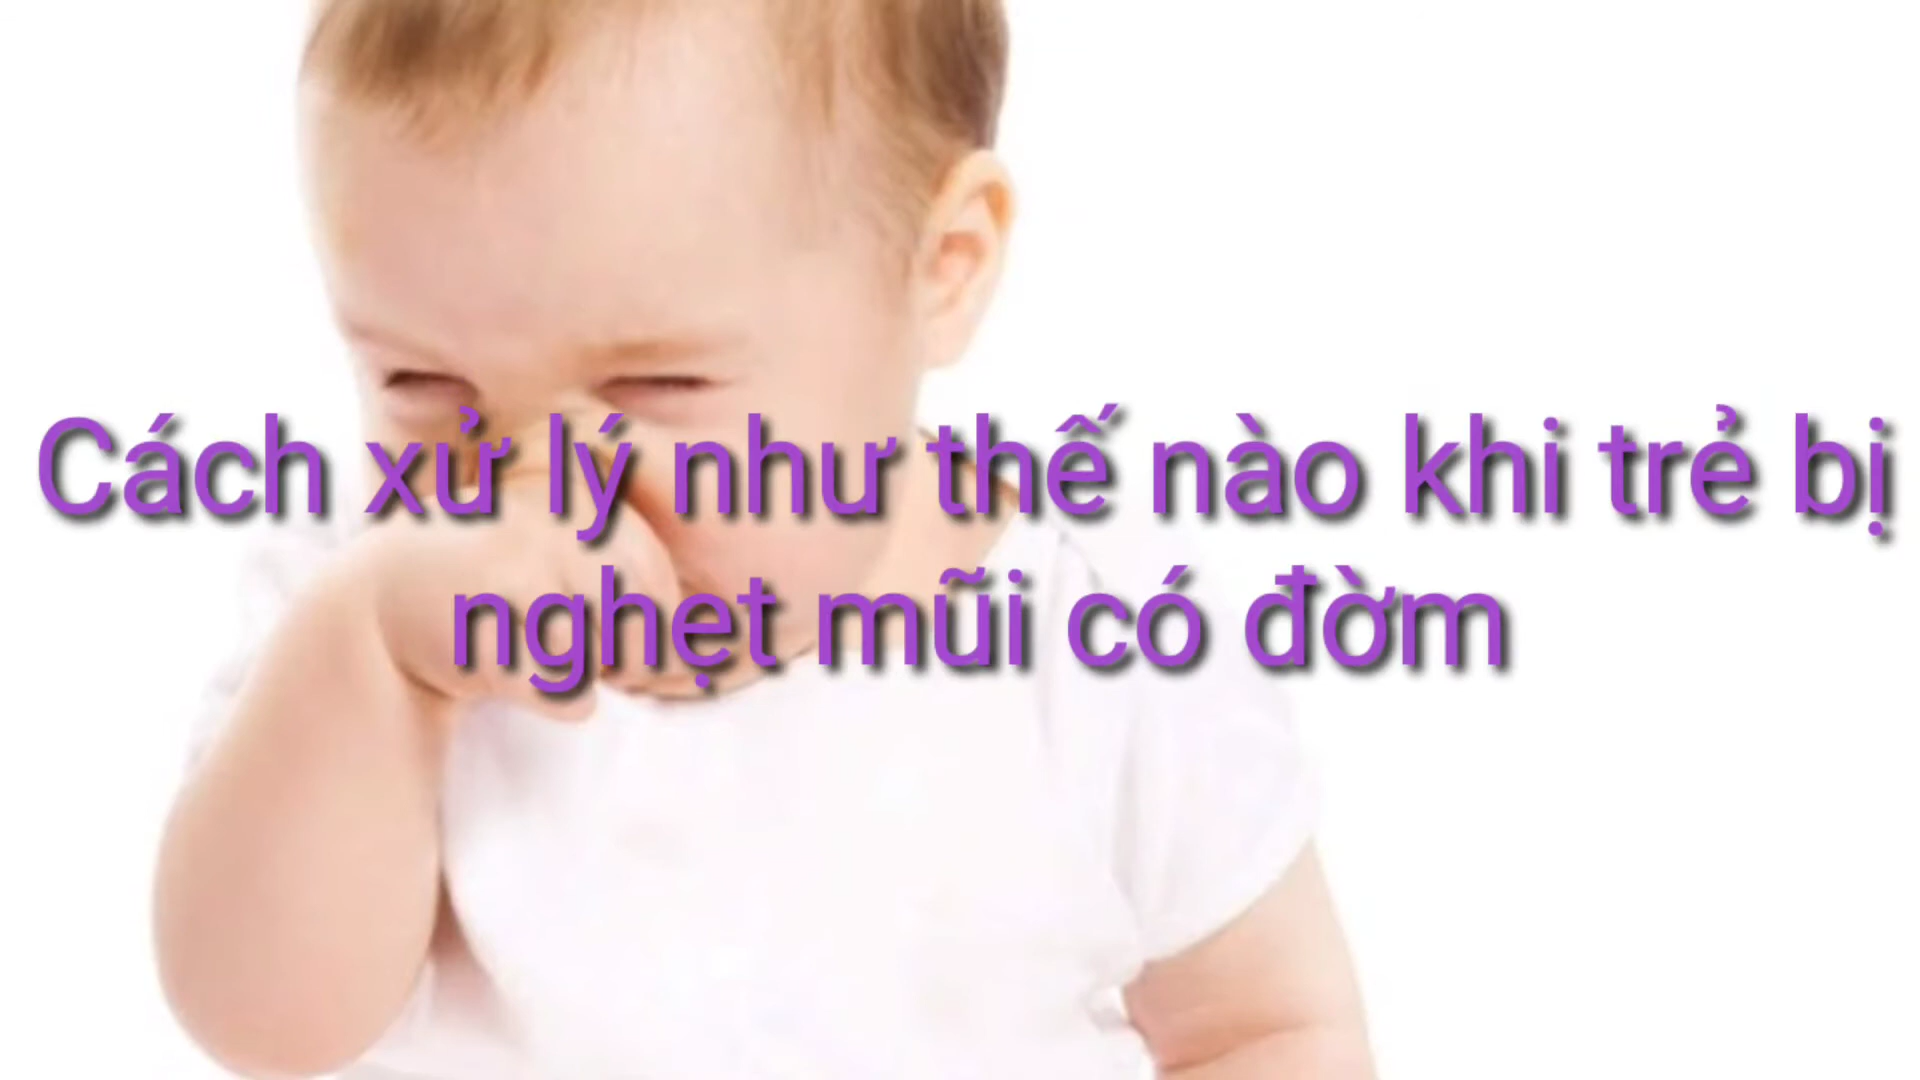 Cách xử lý như thế nào khi trẻ bị
nghẹt mũi có đờm